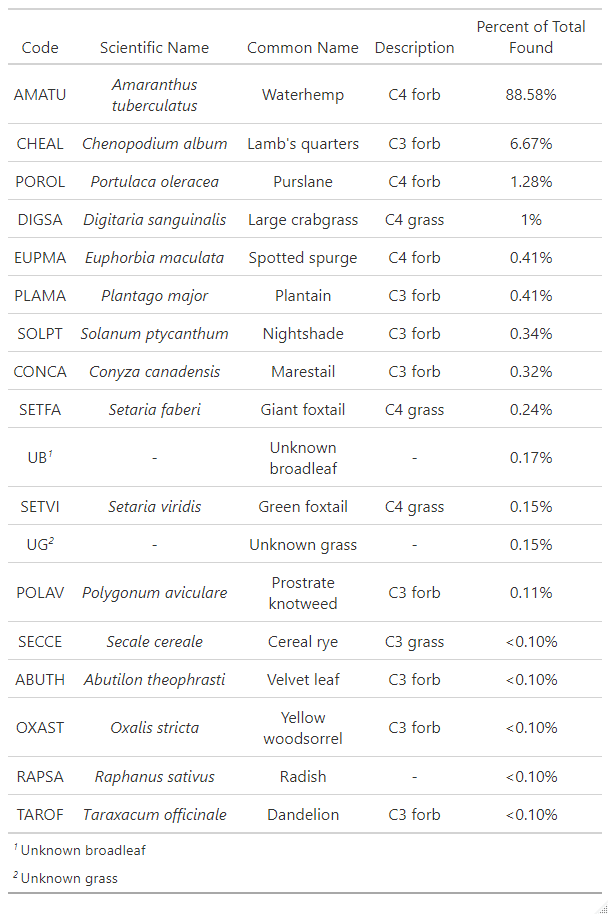 Code Scientific Name Common Name Description Percent of Total Found
AMATU Amaranthus tuberculatus Waterhemp C4 forb 88.58%
CHEAL Chenopodium album Lamb's quarters C3 forb 6.67%
POROL Portulaca oleracea Purslane C4 forb 1.28%
DIGSA Digitaria sanguinalis Large crabgrass C4 grass 1%
EUPMA Euphorbia maculata Spotted spurge C4 forb 0.41%
PLAMA Plantago major Plantain C3 forb 0.41%
SOLPT Solanum ptycanthum Nightshade C3 forb 0.34%
CONCA Conyza canadensis Marestail C3 forb 0.32%
SETFA Setaria faberi Giant foxtail C4 grass 0.24%
UB1 - Unknown broadleaf - 0.17%
SETVI Setaria viridis Green foxtail C4 grass 0.15%
UG2 - Unknown grass - 0.15%
POLAV Polygonum aviculare Prostrate knotweed C3 forb 0.11%
SECCE Secale cereale Cereal rye C3 grass <0.10%
ABUTH Abutilon theophrasti Velvet leaf C3 forb <0.10%
OXAST Oxalis stricta Yellow woodsorrel C3 forb <0.10%
RAPSA Raphanus sativus Radish - <0.10%
TAROF Taraxacum officinale Dandelion C3 forb <0.10%
1 Unknown broadleaf
2 Unknown grass